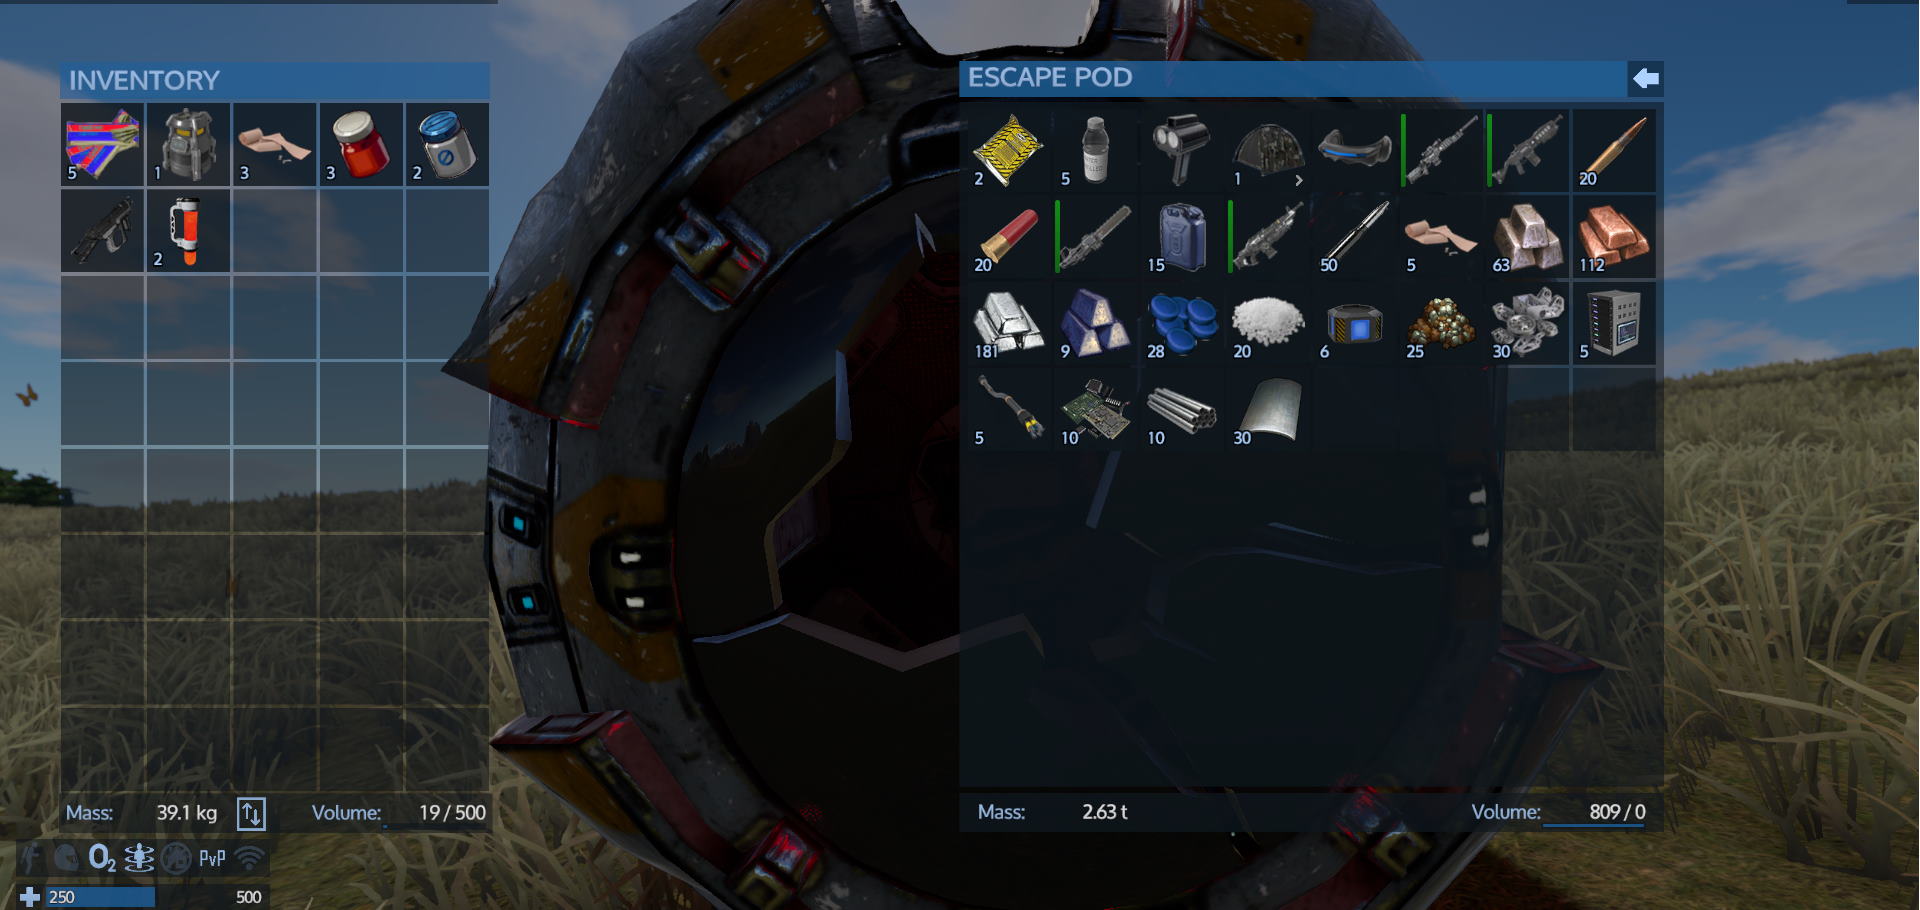 INVENTORY
ESCAPE POD
5 1 3 3 2
2
2 5 1 20
20 15 50 5 63 112
181 9 28 20 6 25 30 5
5 10 10 30
Mass: 39.1 kg Volume: 19 / 500
Mass: 2.63 t Volume: 809 / 0
O2 PvP
250 500